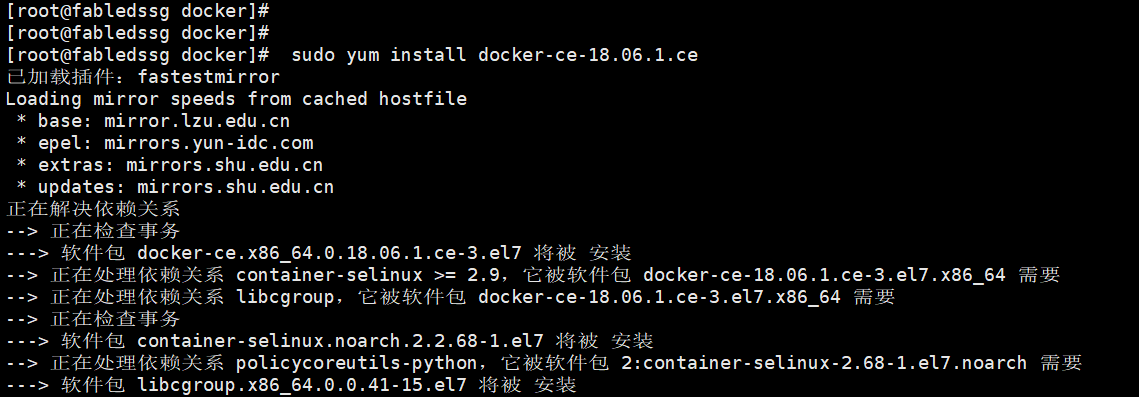 [root@fabledssg docker]#
[root@fabledssg docker]#
[root@fabledssg docker]#  sudo yum install docker-ce-18.06.1.ce
已加载插件：fastestmirror
Loading mirror speeds from cached hostfile
 * base: mirror.lzu.edu.cn
 * epel: mirrors.yun-idc.com
 * extras: mirrors.shu.edu.cn
 * updates: mirrors.shu.edu.cn
正在解决依赖关系
--> 正在检查事务
---> 软件包 docker-ce.x86_64.0.18.06.1.ce-3.el7 将被 安装
--> 正在处理依赖关系 container-selinux >= 2.9，它被软件包 docker-ce-18.06.1.ce-3.el7.x86_64 需要
--> 正在处理依赖关系 libcgroup，它被软件包 docker-ce-18.06.1.ce-3.el7.x86_64 需要
--> 正在检查事务
---> 软件包 container-selinux.noarch.2.2.68-1.el7 将被 安装
--> 正在处理依赖关系 policycoreutils-python，它被软件包 2:container-selinux-2.68-1.el7.noarch 需要
---> 软件包 libcgroup.x86_64.0.0.41-15.el7 将被 安装